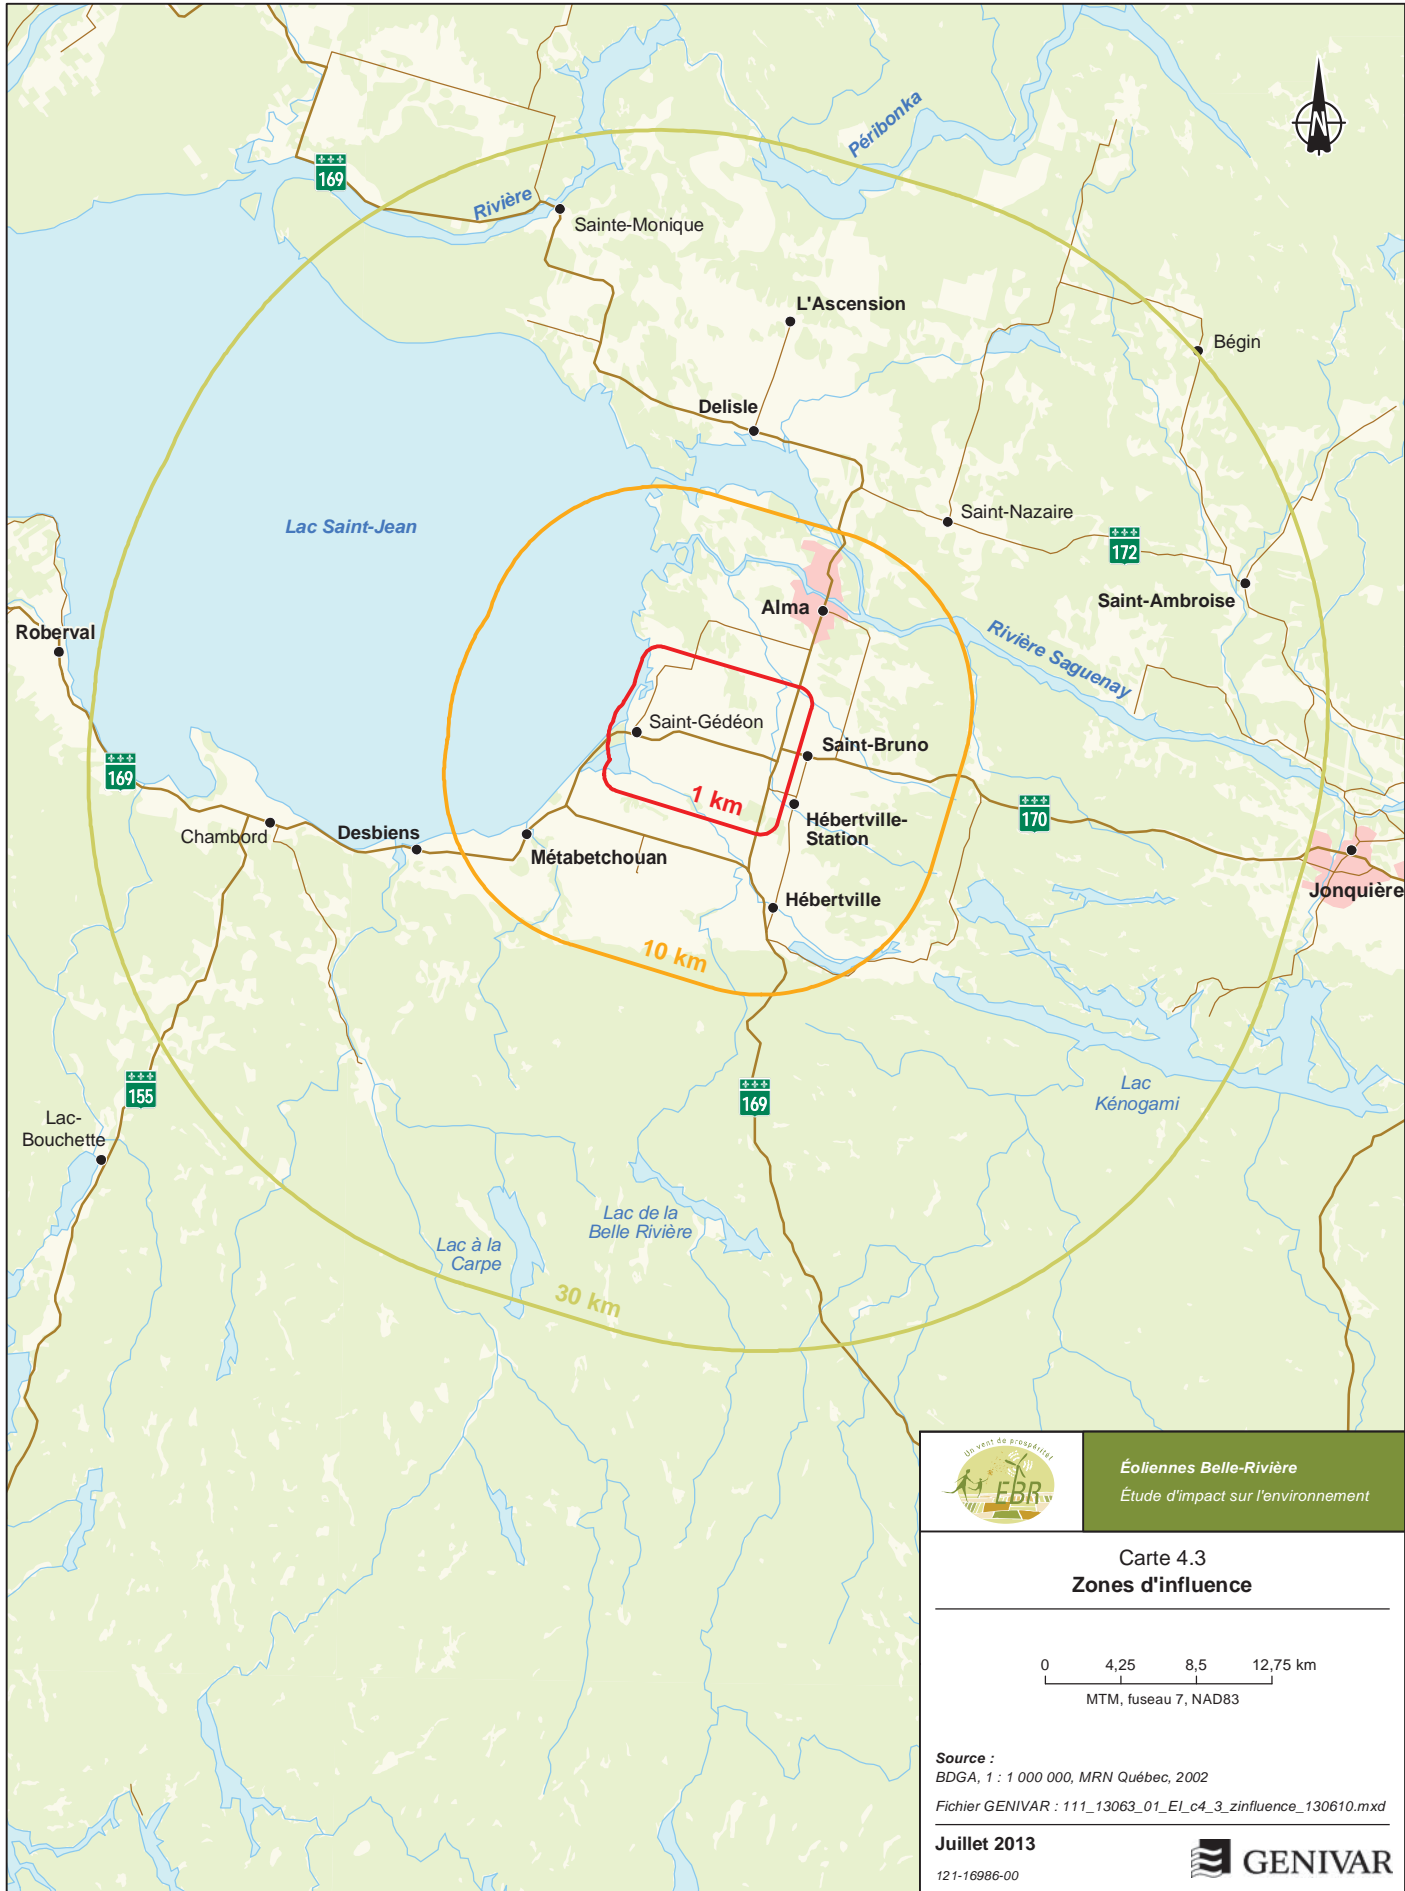 169
Péribonka
Rivière
Sainte-Monique
L'Ascension
Bégin
Delisle
Lac Saint-Jean
Saint-Nazaire
172
Saint-Ambroise
Alma
Roberval
Rivière Saguenay
Saint-Gédéon
Saint-Bruno
169
1 km
Hébertville-
Station
170
Chambord
Desbiens
Métabetchouan
Jonquière
Hébertville
10 km
155
169
Lac
Kénogami
Lac-
Bouchette
Lac de la
Belle Rivière
Lac à la
Carpe
30 km
Un vent de prospérité!
EBR
Éoliennes Belle-Rivière
Étude d'impact sur l'environnement
Carte 4.3
Zones d'influence
0 4,25 8,5 12,75 km
MTM, fuseau 7, NAD83
Source :
BDGA, 1 : 1 000 000, MRN Québec, 2002
Fichier GENIVAR : 111_13063_01_EI_c4_3_zinfluence_130610.mxd
Juillet 2013
121-16986-00
GENIVAR
N